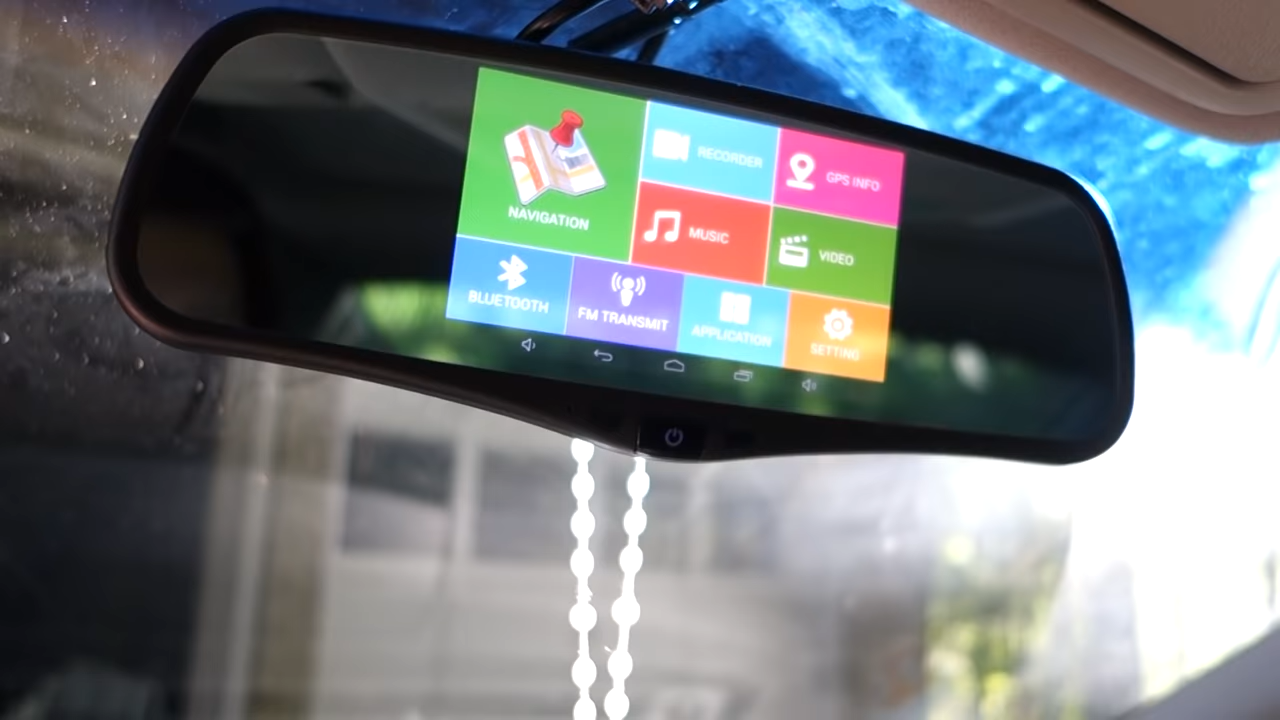 NAVIGATION
RECORDER
GPS INFO
MUSIC
VIDEO
BLUETOOTH
FM TRANSMIT
APPLICATION
SETTING